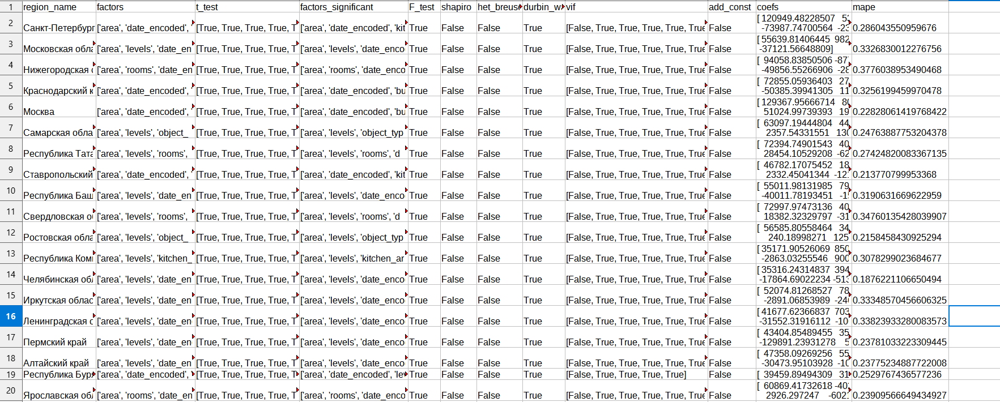 1 region_name factors t_test factors_significant F_test shapiro het_breus durbin_w vif add_const coefs mape
2 Санкт-Петербург ['area', 'date_encoded', ' [True, True, True, True, T ['area', 'date_encoded', 'kit True False False True [False, True, True, True, True, True False [ 120949.48228507 52
-73987.74700564 -23 0.286043550959676
3 Московская обла ['area', 'levels', 'date_en [True, True, True, True, T ['area', 'levels', 'date_enco True False False True [False, True, True, True, True, True False [ 55639.81406445 982
-37121.56648809] 0.3326830012276756
4 Нижегородская о ['area', 'rooms', 'date_en [True, True, True, True, T ['area', 'rooms', 'date_enco True False False True [False, True, True, True, True, True False [ 94058.83850506 -87
-49856.55266906 -28 0.3776038953490468
5 Краснодарский к ['area', 'date_encoded', ' [True, True, True, True, T ['area', 'date_encoded', 'bu True False False True [False, True, True, True, True, True False [ 72855.05936403 27
-50385.39941305 11 0.3256199459970478
6 Москва ['area', 'date_encoded', ' [True, True, True, True, T ['area', 'date_encoded', 'bu True False False True [False, True, True, True, True, True False [ 129367.95666714 80
51024.99739393 19 0.22828061419768422
7 Самарская обла ['area', 'levels', 'object_ [True, True, True, True, T ['area', 'levels', 'object_typ True False False True [False, True, True, True, True, True False [ 63097.19444804 44
2357.54331551 130 0.24763887753204378
8 Республика Тата ['area', 'levels', 'rooms', [True, True, True, True, T ['area', 'levels', 'rooms', 'd True False False True [False, True, True, True, True, True False [ 72394.74901543 40
28454.10529208 -62 0.27424820083367135
9 Ставропольский ['area', 'date_encoded', ' [True, True, True, True, T ['area', 'date_encoded', 'kit True False False True [False, True, True, True, True, True False [ 46782.17075452 18
2332.45041344 -12 0.213770799953368
10 Республика Баш ['area', 'levels', 'date_en [True, True, True, True, T ['area', 'levels', 'date_enco True False False True [False, True, True, True, True, True False [ 55011.98131985 79
-40011.78193451 -1 0.3190631669622959
11 Свердловская о ['area', 'levels', 'rooms', [True, True, True, True, T ['area', 'levels', 'rooms', 'd True False False True [False, True, True, True, True, True False [ 72997.97473136 40
18382.32329797 -31 0.34760135428039907
12 Ростовская обла ['area', 'levels', 'object_ [True, True, True, True, T ['area', 'levels', 'object_typ True False False True [False, True, True, True, True, True False [ 56585.80558464 34
240.18998271 125 0.2158458430925294
13 Республика Ком ['area', 'levels', 'kitchen_ [True, True, True, True, T ['area', 'levels', 'kitchen_ar True False False True [False, True, True, True, True, True False [ 35171.90526069 850
-2863.03255546 900 0.3078299023684677
14 Челябинская обл ['area', 'levels', 'date_en [True, True, True, True, T ['area', 'levels', 'date_enco True False False True [False, True, True, True, True, True False [35316.24314837 394
-17864.69022234 -513 0.1876221106650494
15 Иркутская облас ['area', 'levels', 'date_en [True, True, True, True, T ['area', 'levels', 'date_enco True False False True [False, True, True, True, True, True False [ 52074.81268527 78
-2891.06853989 -24 0.33348570456606325
16 Ленинградская о ['area', 'levels', 'date_en [True, True, True, True, T ['area', 'levels', 'date_enco True False False True [False, True, True, True, True, True False [41677.62366837 703
-31552.31916112 -10 0.33823933280083573
17 Пермский край ['area', 'levels', 'date_en [True, True, True, True, T ['area', 'levels', 'date_enco True False False True [False, True, True, True, True, True False [ 43404.85489455 35
-129891.23931278 5 0.23781033223309445
18 Алтайский край ['area', 'levels', 'date_en [True, True, True, True, T ['area', 'levels', 'date_enco True False False True [False, True, True, True, True, True False [ 47358.09269256 55
-30473.95103928 -10 0.23775234887722008
19 Республика Бур ['area', 'date_encoded', ' [True, True, True, True, T ['area', 'date_encoded', 'lev True False False True [False, True, True, True, True] False [ 39459.89494309 31 0.2529767436577236
20 Ярославская обл ['area', 'rooms', 'date_en [True, True, True, True, T ['area', 'rooms', 'date_enco True False False True [False, True, True, True, True, True False [ 60869.41732618 -40
2926.297247 -602 0.23909566649434927